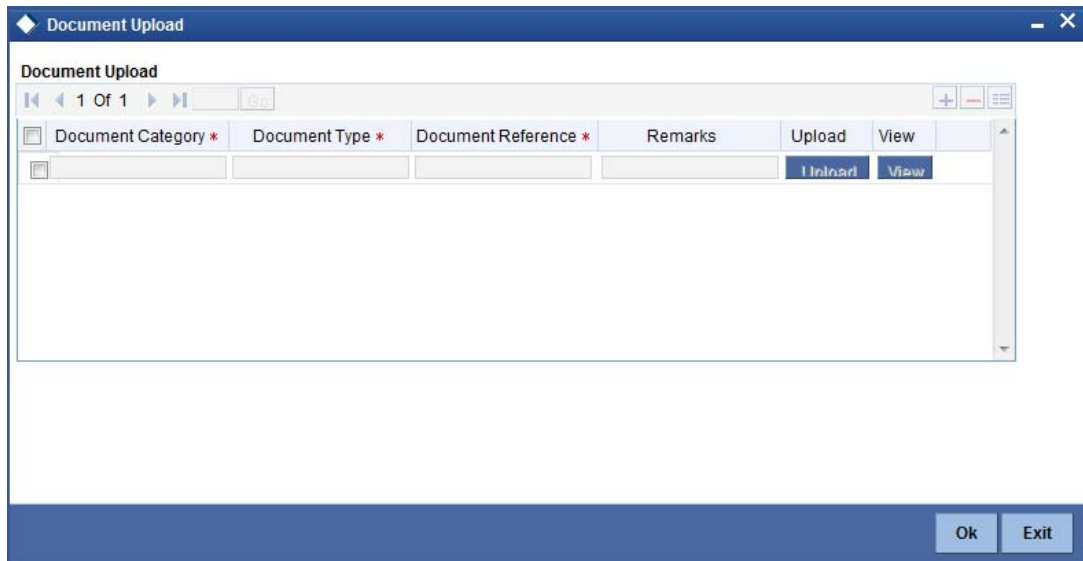 Document Upload
Document Upload
1 Of 1 Go
Document Category * Document Type * Document Reference * Remarks Upload View
Upload View
Ok Exit